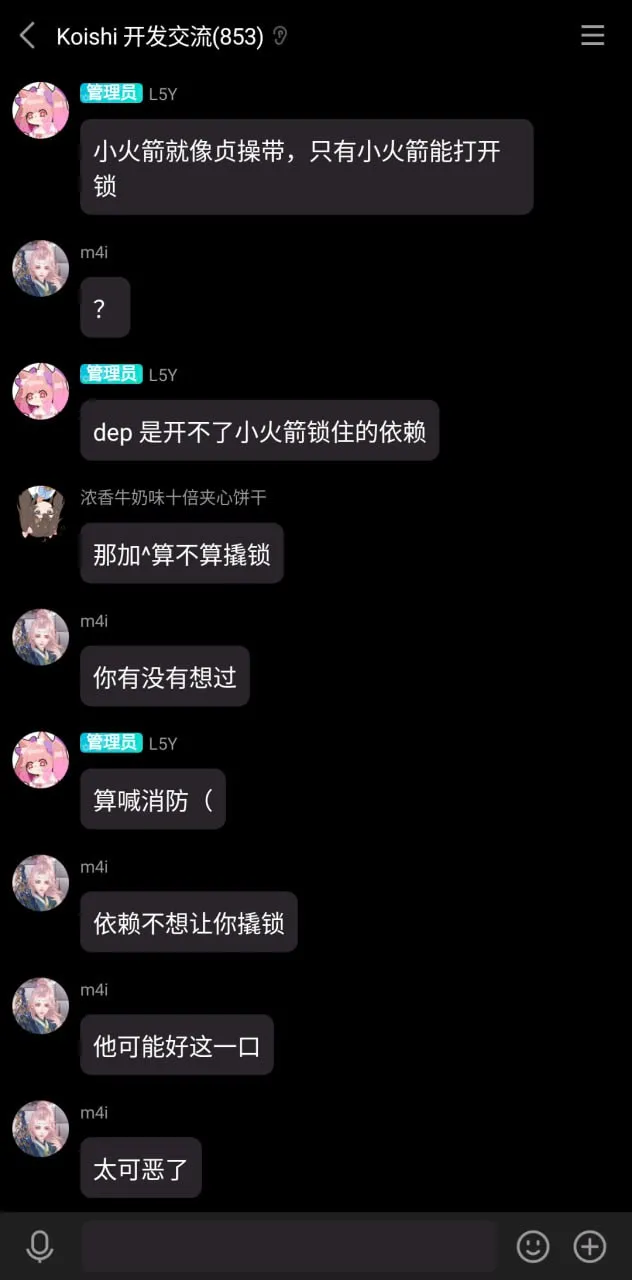 Koishi 开发交流(853)
管理员 L5Y
小火箭就像贞操带，只有小火箭能打开
锁
m4i
？
管理员 L5Y
dep 是开不了小火箭锁住的依赖
浓香牛奶味十倍夹心饼干
那加^算不算撬锁
m4i
你有没有想过
管理员 L5Y
算喊消防（
m4i
依赖不想让你撬锁
m4i
他可能好这一口
m4i
太可恶了